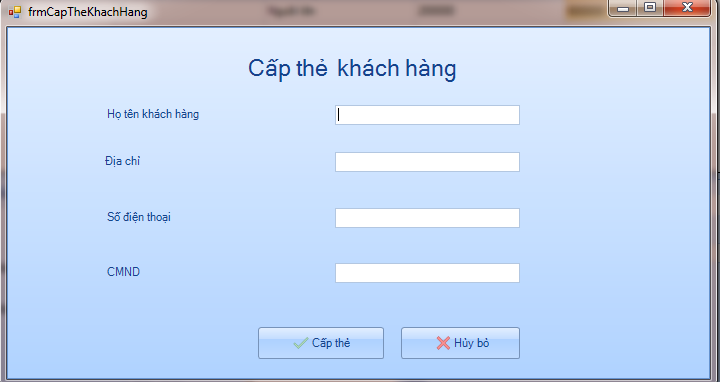 frmCapTheKhachHang
Cấp thẻ khách hàng
Họ tên khách hàng
Địa chỉ
Số điện thoại
CMND
Cấp thẻ
Hủy bỏ